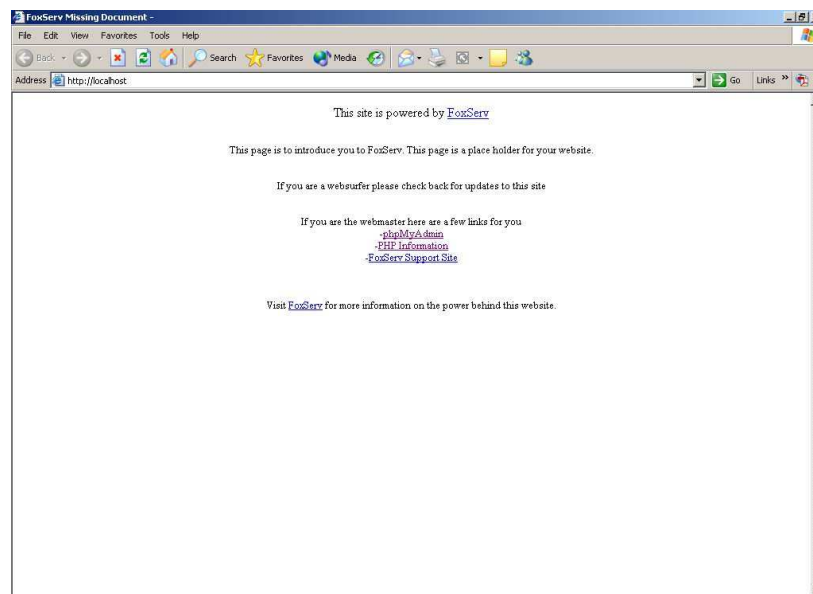 FoxServ Missing Document -
File Edit View Favorites Tools Help
Back Search Favorites Media
Address http://localhost Go Links »
This site is powered by FoxServ
This page is to introduce you to FoxServ. This page is a place holder for your website.
If you are a websurfer please check back for updates to this site
If you are the webmaster here are a few links for you
-phpMyAdmin
-PHP Information
-FoxServ Support Site
Visit FoxServ for more information on the power behind this website.